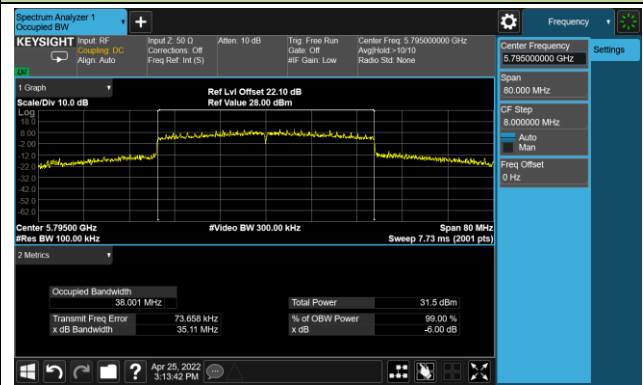 Spectrum Analyzer 1
Occupied BW
Frequency
KEYSIGHT
Input: RF
Coupling: DC
Align: Auto
Input Z: 50 Ω
Corrections: Off
Freq Ref: Int (S)
Atten: 10 dB
Trig: Free Run
Gate: Off
#IF Gain: Low
Center Freq: 5.795000000 GHz
Avg|Hold:>10/10
Radio Std: None
LW
Center Frequency
5.795000000 GHz
Settings
Span
80.000 MHz
CF Step
8.000000 MHz
Auto
Man
Freq Offset
0 Hz
1 Graph
Scale/Div 10.0 dB
Ref Lvl Offset 22.10 dB
Ref Value 28.00 dBm
Log
18.0
8.00
-2.00
-12.0
-22.0
-32.0
-42.0
-52.0
-62.0
Center 5.79500 GHz
#Res BW 100.00 kHz
#Video BW 300.00 kHz
Span 80 MHz
Sweep 7.73 ms (2001 pts)
2 Metrics
Occupied Bandwidth
38.001 MHz
Transmit Freq Error 73.658 kHz
x dB Bandwidth 35.11 MHz
Total Power 31.5 dBm
% of OBW Power 99.00 %
x dB -6.00 dB
Apr 25, 2022
3:13:42 PM